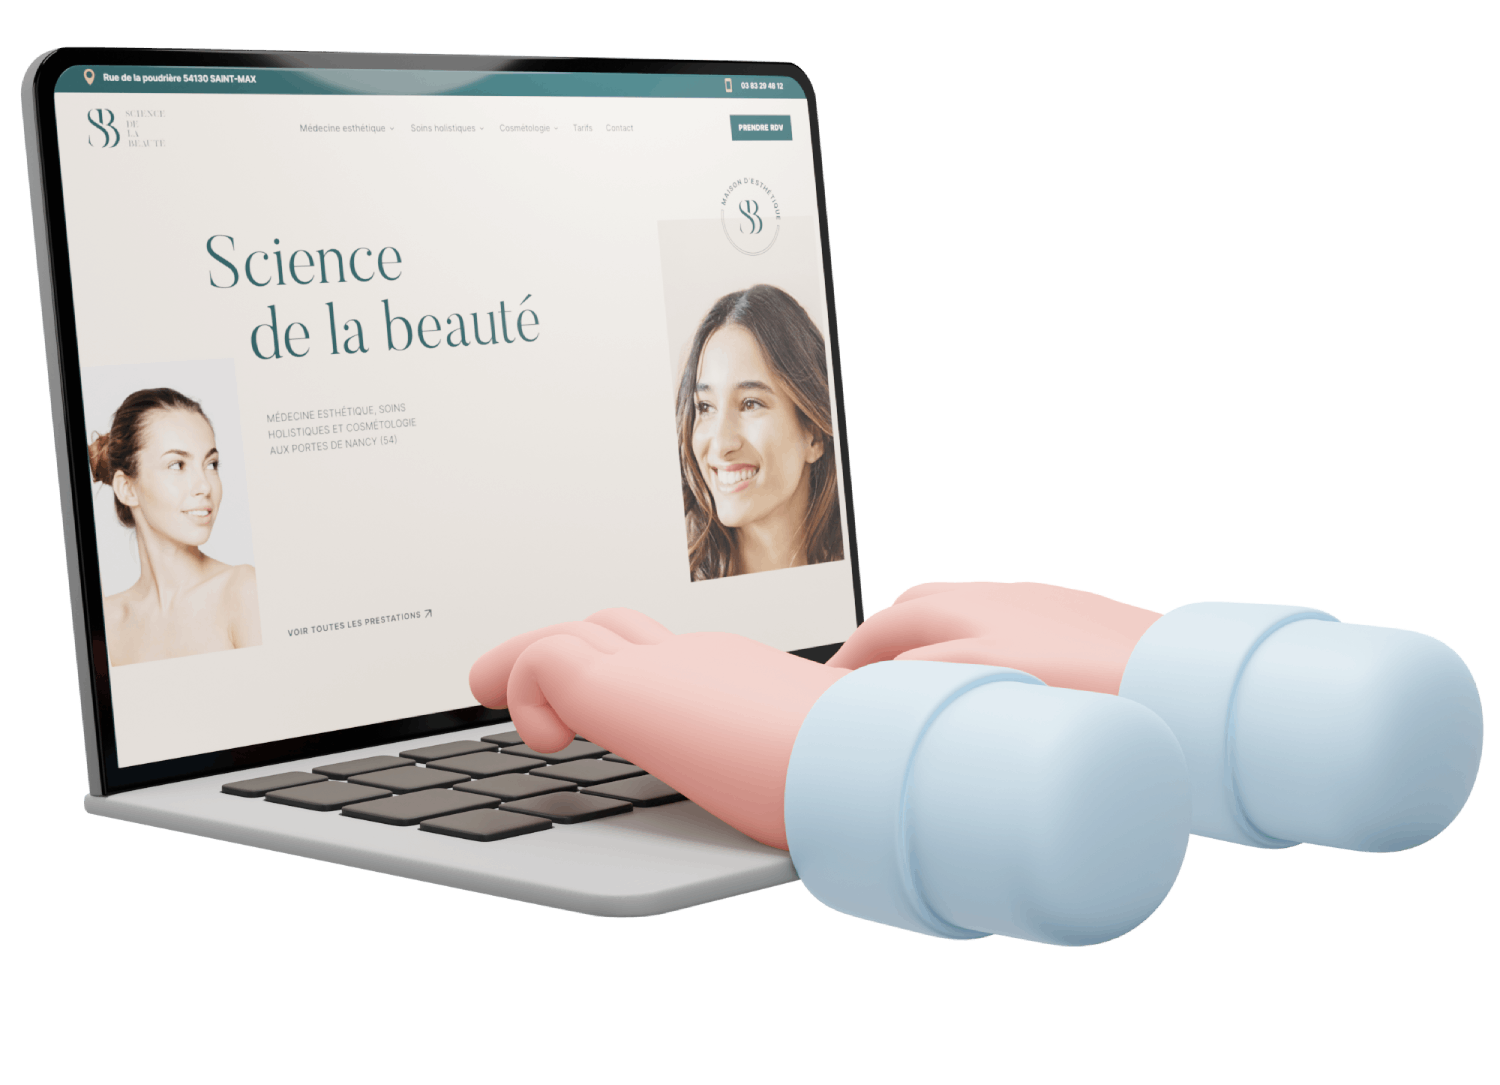 Rue de la poudrière 54130 SAINT-MAX
03 83 29 48 12
SCIENCE
DE
LA
BEAUTÉ
Médecine esthétique
Soins holistiques
Cosmétologie
Tarifs
Contact
PRENDRE RDV
MAISON D'ESTHÉTIQUE
SB
Science
de la beauté
MÉDECINE ESTHÉTIQUE, SOINS
HOLISTIQUES ET COSMÉTOLOGIE
AUX PORTES DE NANCY (54)
VOIR TOUTES LES PRESTATIONS